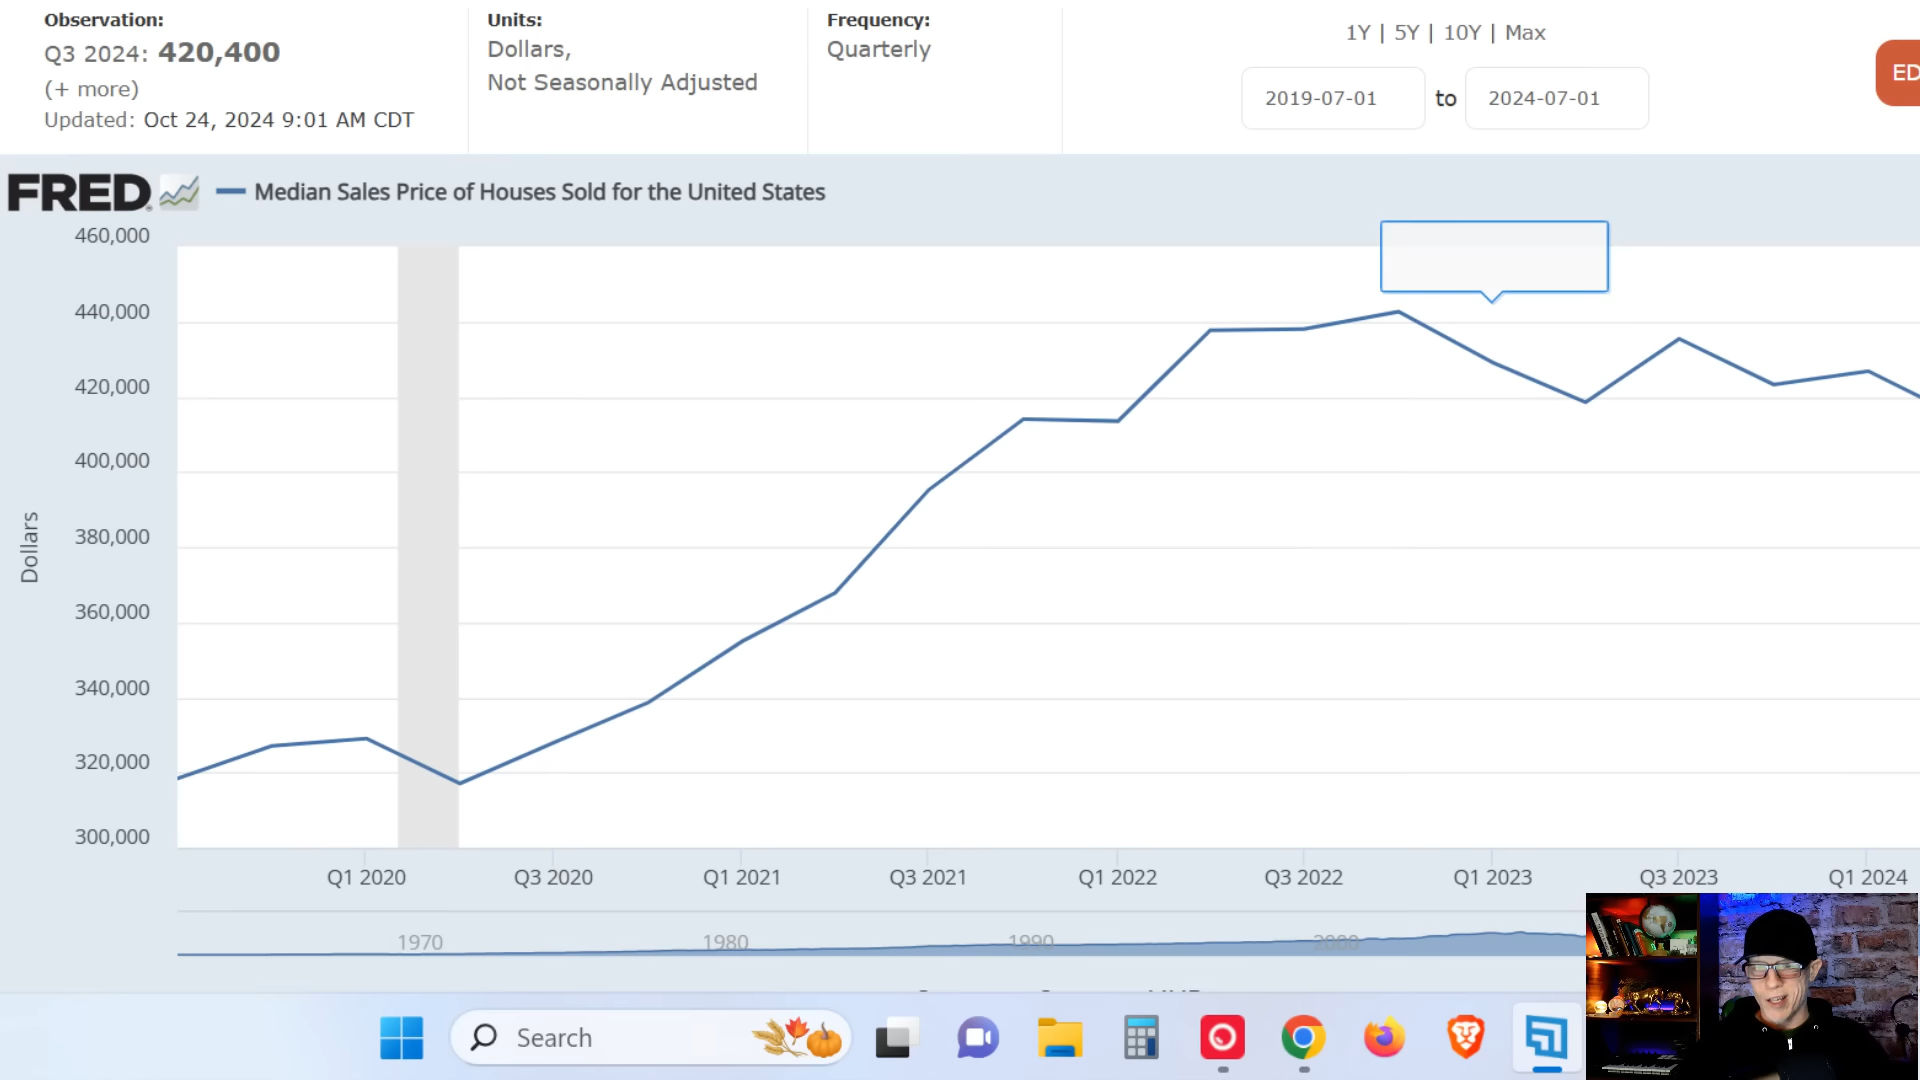 Observation:
Q3 2024: 420,400
(+ more)
Updated: Oct 24, 2024 9:01 AM CDT
Units:
Dollars,
Not Seasonally Adjusted
Frequency:
Quarterly
1Y | 5Y | 10Y | Max
2019-07-01 to 2024-07-01
ED
FRED
Median Sales Price of Houses Sold for the United States
460,000
440,000
420,000
400,000
380,000
360,000
340,000
320,000
300,000
Dollars
Q1 2020 Q3 2020 Q1 2021 Q3 2021 Q1 2022 Q3 2022 Q1 2023 Q3 2023 Q1 2024
1970 1980 1990 2000
Search